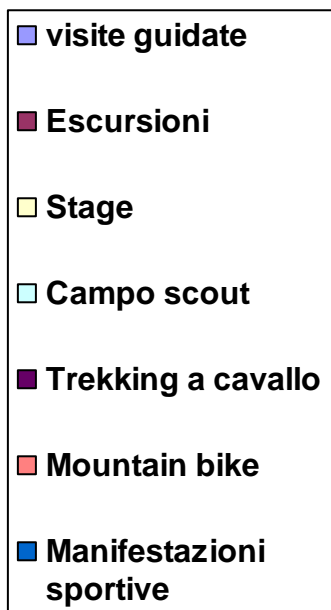 visite guidate
Escursioni
Stage
Campo scout
Trekking a cavallo
Mountain bike
Manifestazioni
sportive